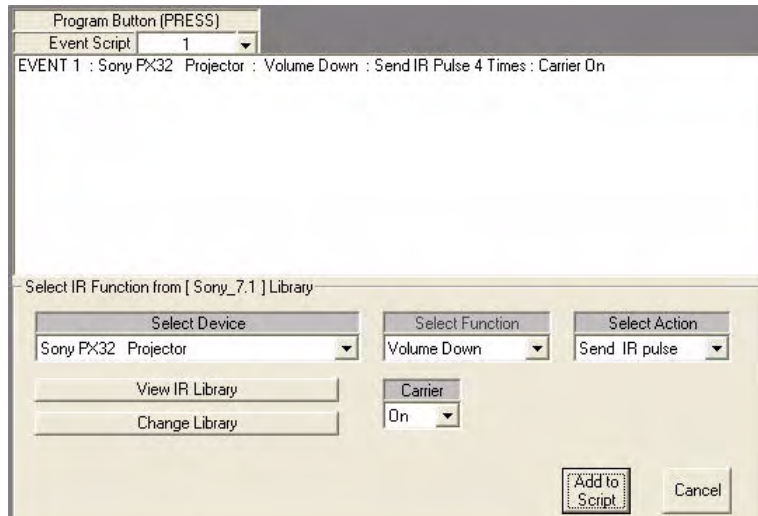 Program Button (PRESS)
Event Script 1
EVENT 1 : Sony PX32 Projector : Volume Down : Send IR Pulse 4 Times : Carrier On
Select IR Function from [ Sony_7.1 ] Library
Select Device Select Function Select Action
Sony PX32 Projector Volume Down Send IR pulse
View IR Library Carrier
Change Library On
Add to
Script Cancel